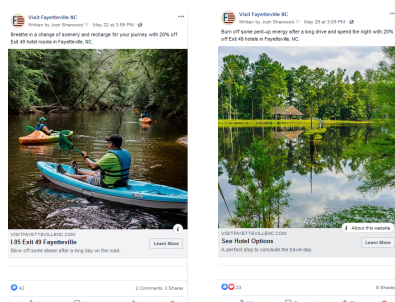 Visit Fayetteville NC
Written by Josh Sherwood · May 22 at 3:59 PM ·
Breathe in a change of scenery and recharge for your journey with 20% off
Exit 49 hotel rooms in Fayetteville, NC.
VISITFAYETTEVILLENC.COM
I-95 Exit 49 Fayetteville
Blow off some steam after a long day on the road.
Learn More
42
2 Comments 3 Shares
Visit Fayetteville NC
Written by Josh Sherwood · May 29 at 3:05 PM ·
Burn off some pent-up energy after a long drive and spend the night with 20%
off Exit 49 hotels in Fayetteville, NC.
About this website
VISITFAYETTEVILLENC.COM
See Hotel Options
A perfect stop to conclude the travel day.
Learn More
23
8 Shares